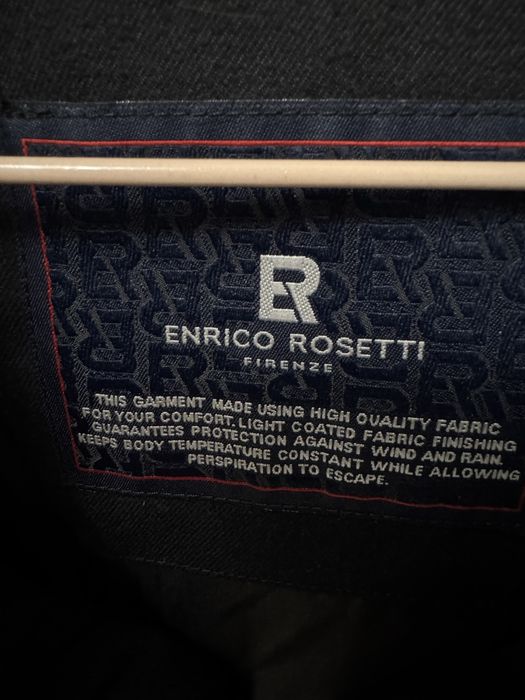 ER
ENRICO ROSETTI
FIRENZE
THIS GARMENT MADE USING HIGH QUALITY FABRIC
FOR YOUR COMFORT. LIGHT COATED FABRIC FINISHING
GUARANTEES PROTECTION AGAINST WIND AND RAIN.
KEEPS BODY TEMPERATURE CONSTANT WHILE ALLOWING
PERSPIRATION TO ESCAPE.